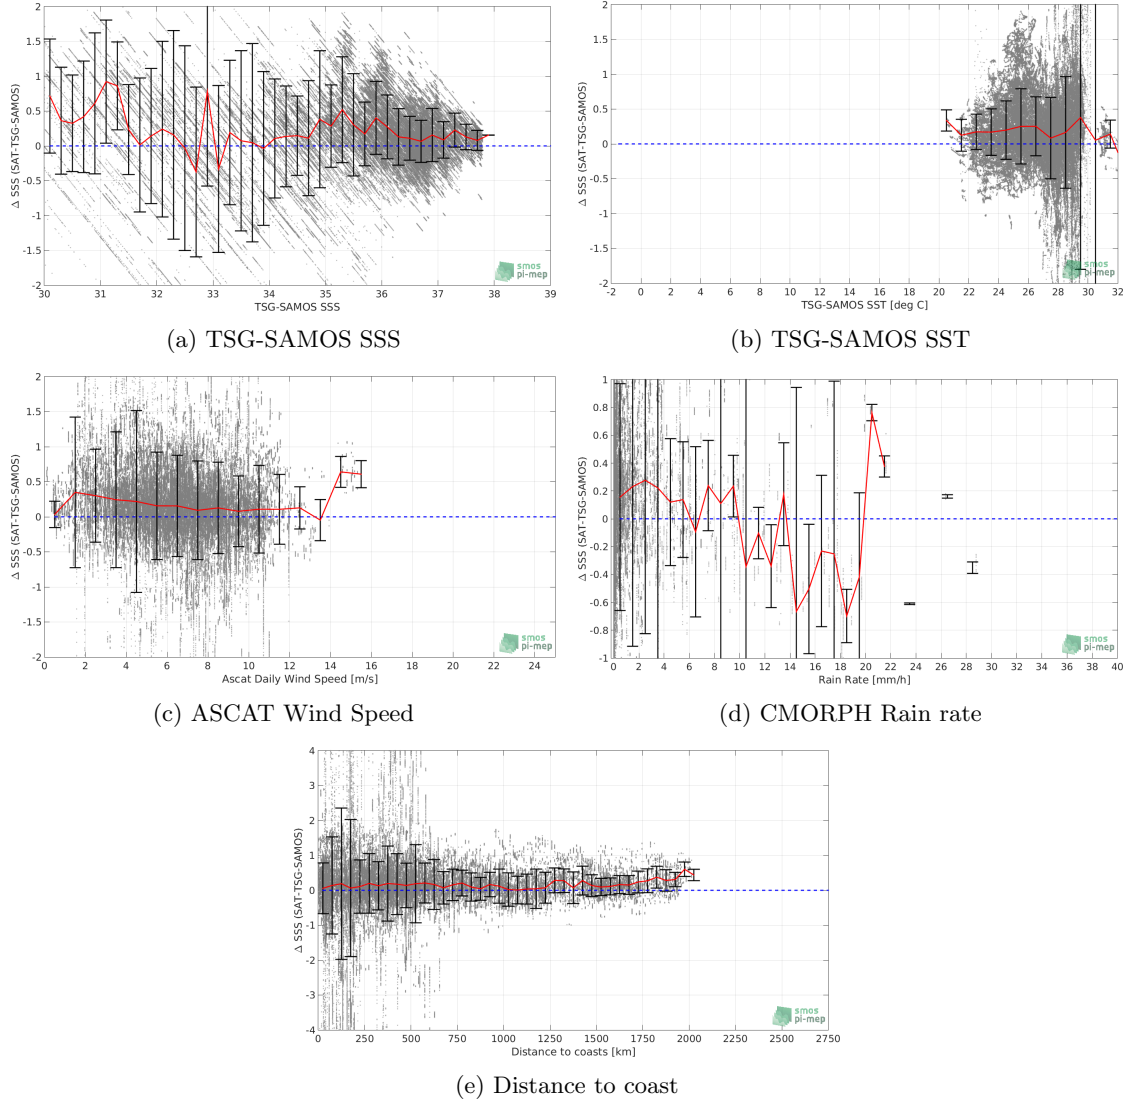 2
1.5
1
0.5
0
-0.5
-1
-1.5
-2
Δ SSS (SAT-TSG-SAMOS)
30 31 32 33 34 35 36 37 38 39
TSG-SAMOS SSS
smos
pi-mep
(a) TSG-SAMOS SSS
2
1.5
1
0.5
0
-0.5
-1
-1.5
-2
Δ SSS (SAT-TSG-SAMOS)
-2 0 2 4 6 8 10 12 14 16 18 20 22 24 26 28 30 32
TSG-SAMOS SST [deg C]
smos
pi-mep
(b) TSG-SAMOS SST
2
1.5
1
0.5
0
-0.5
-1
-1.5
-2
Δ SSS (SAT-TSG-SAMOS)
0 2 4 6 8 10 12 14 16 18 20 22 24
Ascat Daily Wind Speed [m/s]
smos
pi-mep
(c) ASCAT Wind Speed
1
0.8
0.6
0.4
0.2
0
-0.2
-0.4
-0.6
-0.8
-1
Δ SSS (SAT-TSG-SAMOS)
0 2 4 6 8 10 12 14 16 18 20 22 24 26 28 30 32 34 36 38 40
Rain Rate [mm/h]
smos
pi-mep
(d) CMORPH Rain rate
4
3
2
1
0
-1
-2
-3
-4
Δ SSS (SAT-TSG-SAMOS)
0 250 500 750 1000 1250 1500 1750 2000 2250 2500 2750
Distance to coasts [km]
smos
pi-mep
(e) Distance to coast